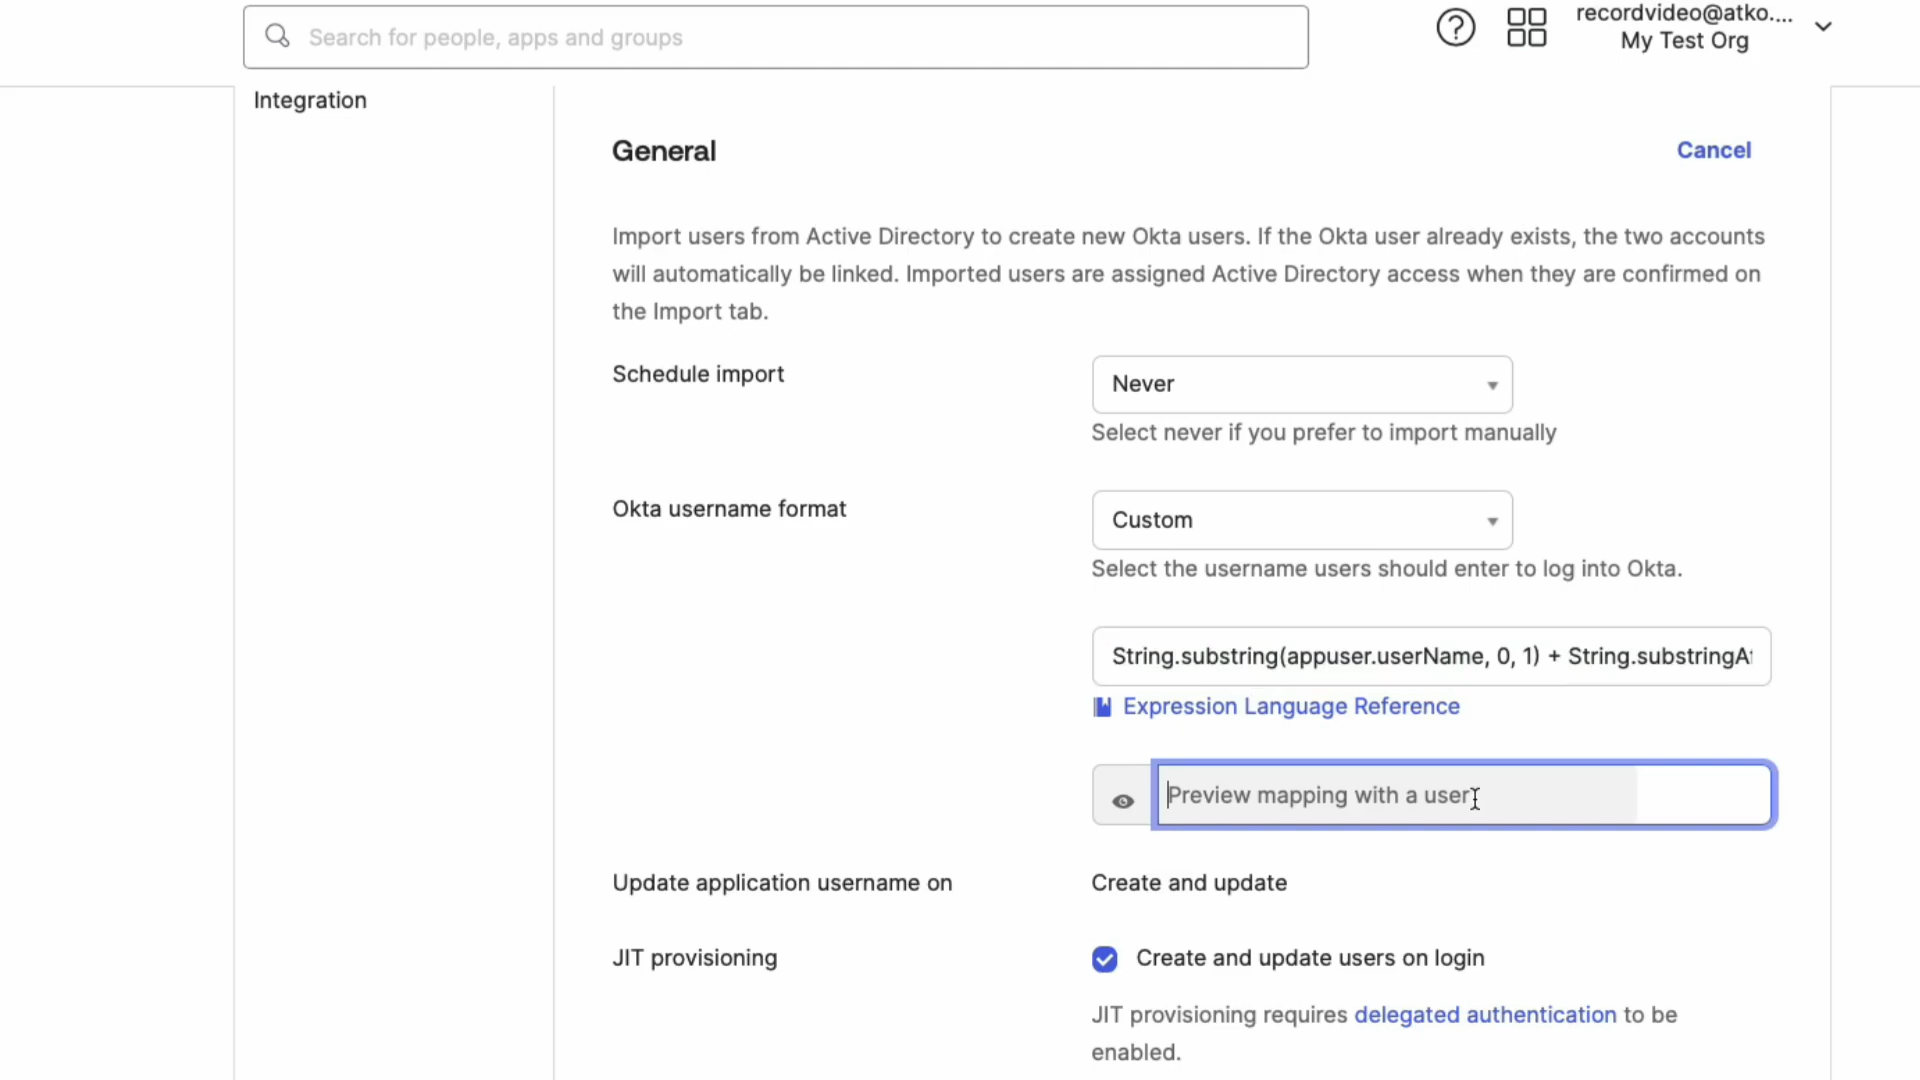 Search for people, apps and groups
recordvideo@atko....
My Test Org
Integration
General
Cancel
Import users from Active Directory to create new Okta users. If the Okta user already exists, the two accounts
will automatically be linked. Imported users are assigned Active Directory access when they are confirmed on
the Import tab.
Schedule import
Never
Select never if you prefer to import manually
Okta username format
Custom
Select the username users should enter to log into Okta.
String.substring(appuser.userName, 0, 1) + String.substringA
Expression Language Reference
Preview mapping with a user
Update application username on
Create and update
JIT provisioning
Create and update users on login
JIT provisioning requires delegated authentication to be
enabled.